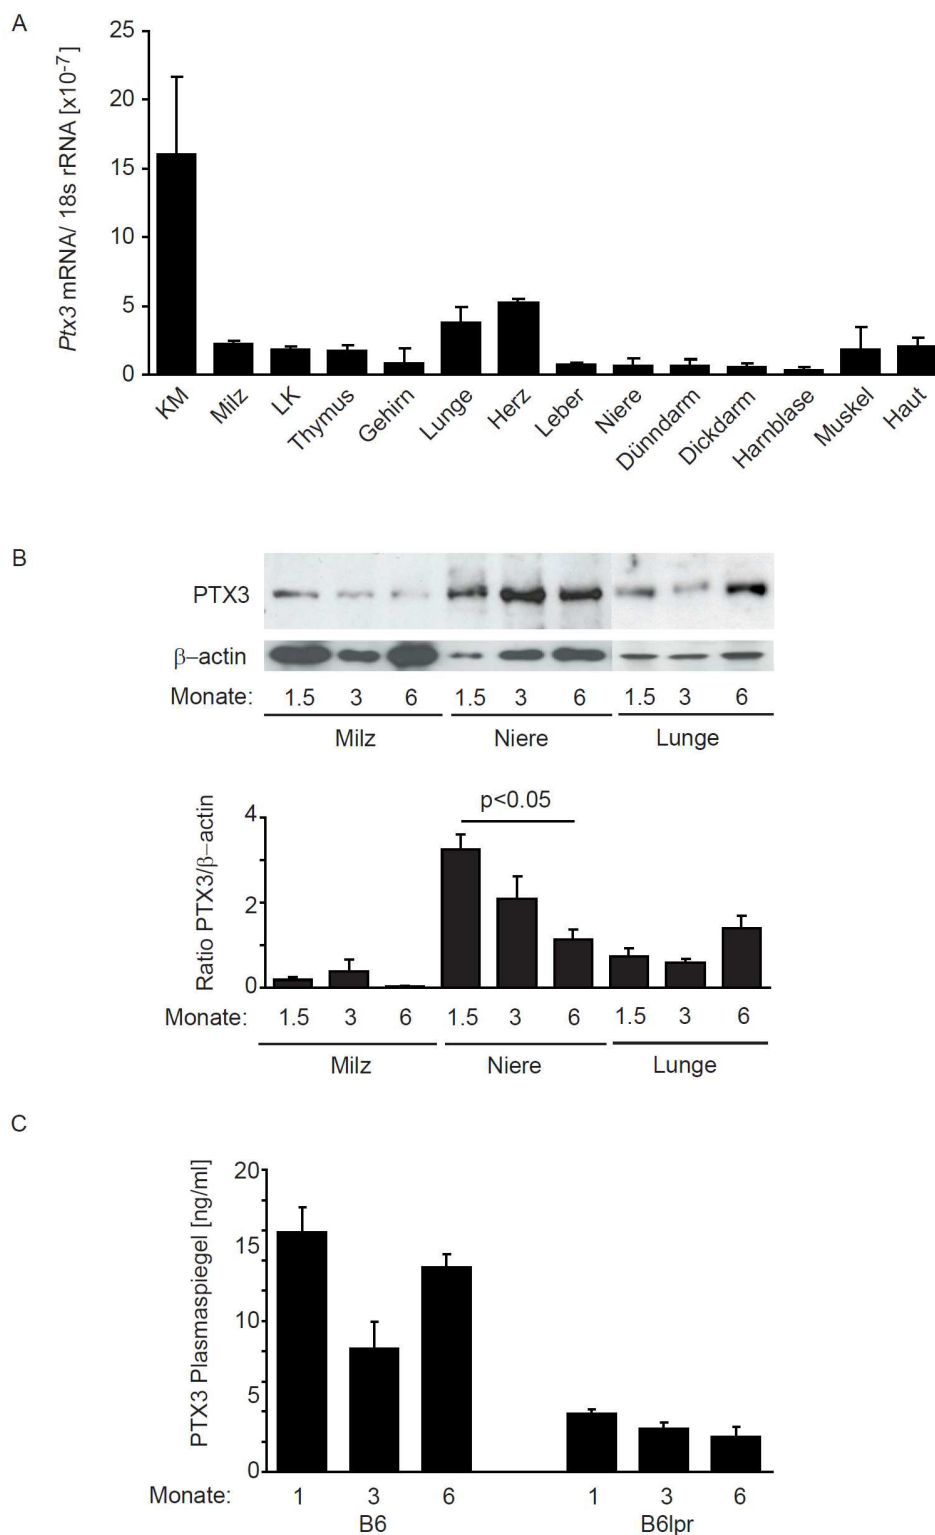 A
Ptx3 mRNA/ 18s rRNA [x10-7]
25
20
15
10
5
0
KM Milz LK Thymus Gehirn Lunge Herz Leber Niere Dünndarm Dickdarm Harnblase Muskel Haut
B
PTX3
β–actin
Monate: 1.5 3 6 1.5 3 6 1.5 3 6
Milz Niere Lunge
Ratio PTX3/β–actin
p<0.05
4
2
0
Monate: 1.5 3 6 1.5 3 6 1.5 3 6
Milz Niere Lunge
C
PTX3 Plasmaspiegel [ng/ml]
20
15
10
5
0
Monate: 1 3 6 1 3 6
B6 B6lpr